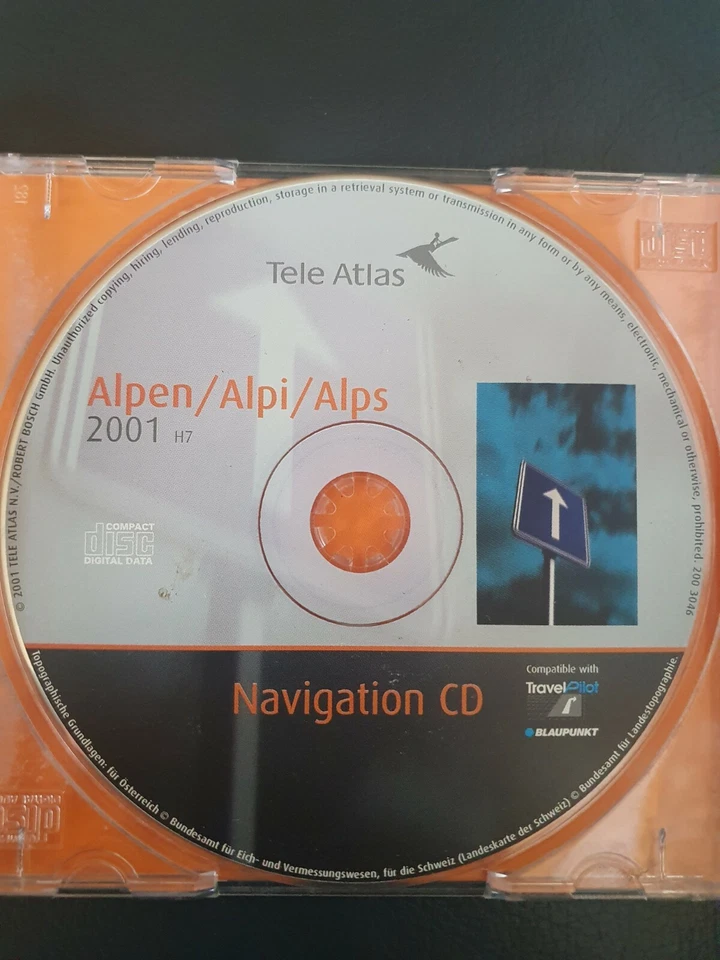 © 2001 TELE ATLAS N.V./ROBERT BOSCH GmbH. Unauthorized copying, hiring, lending, reproduction, storage in a retrieval system or transmission in any form or by any means, electronic, mechanical or otherwise, prohibited. 200 3046
Tele Atlas
Alpen/Alpi/Alps
2001 H7
COMPACT
disc
DIGITAL DATA
Compatible with
TravelPilot
BLAUPUNKT
Navigation CD
Topographische Grundlagen: für Österreich © Bundesamt für Eich- und Vermessungswesen, für die Schweiz (Landeskarte der Schweiz) © Bundesamt für Landestopographie.
disc
disc